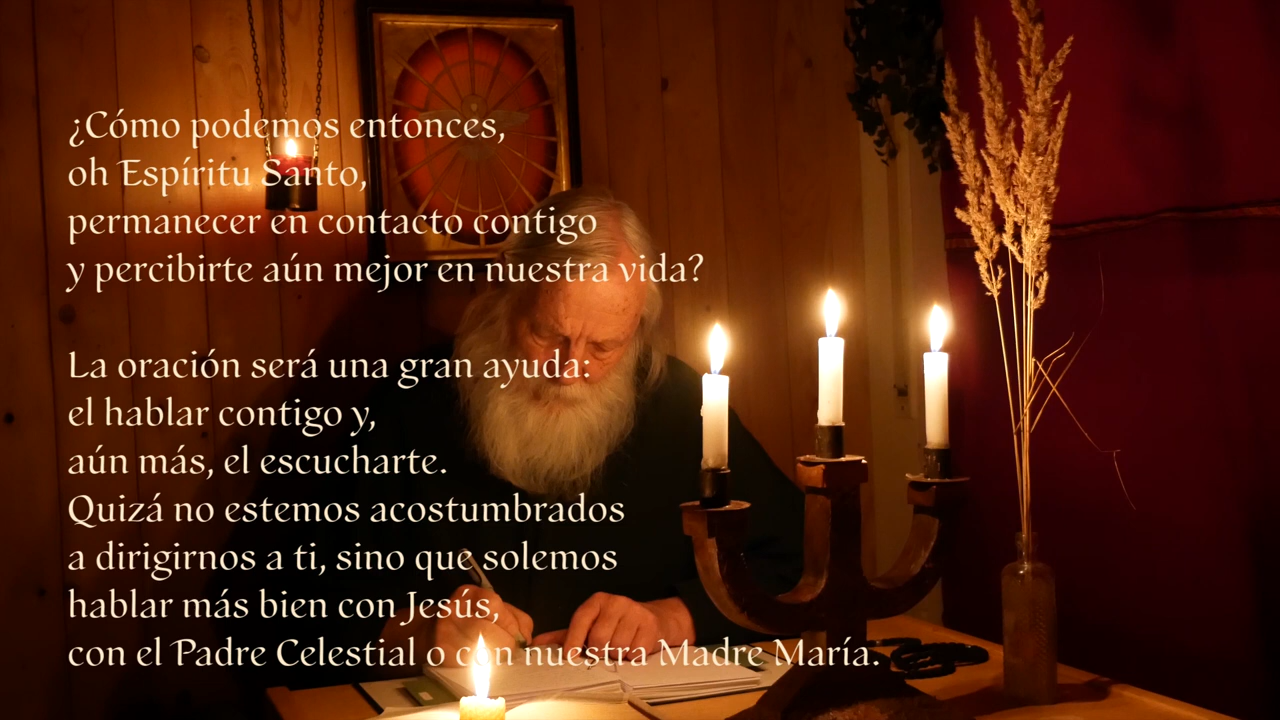 ¿Cómo podemos entonces,
oh Espíritu Santo,
permanecer en contacto contigo
y percibirte aún mejor en nuestra vida?
La oración será una gran ayuda:
el hablar contigo y,
aún más, el escucharte.
Quizá no estemos acostumbrados
a dirigirnos a ti, sino que solemos
hablar más bien con Jesús,
con el Padre Celestial o con nuestra Madre María.